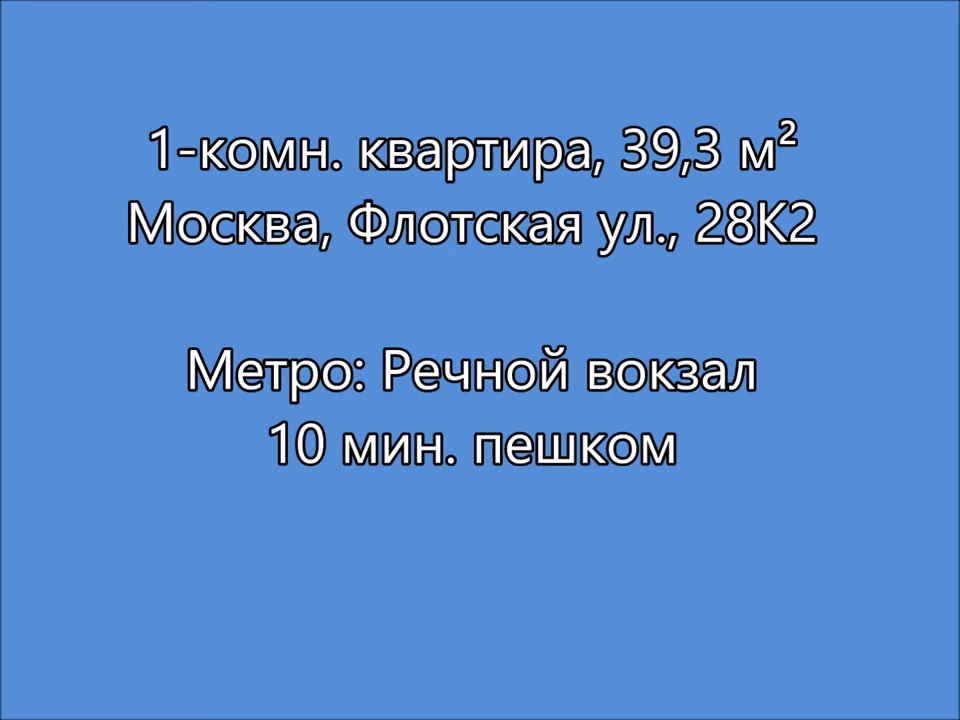 1-комн. квартира, 39,3 м²
Москва, Флотская ул., 28К2
Метро: Речной вокзал
10 мин. пешком